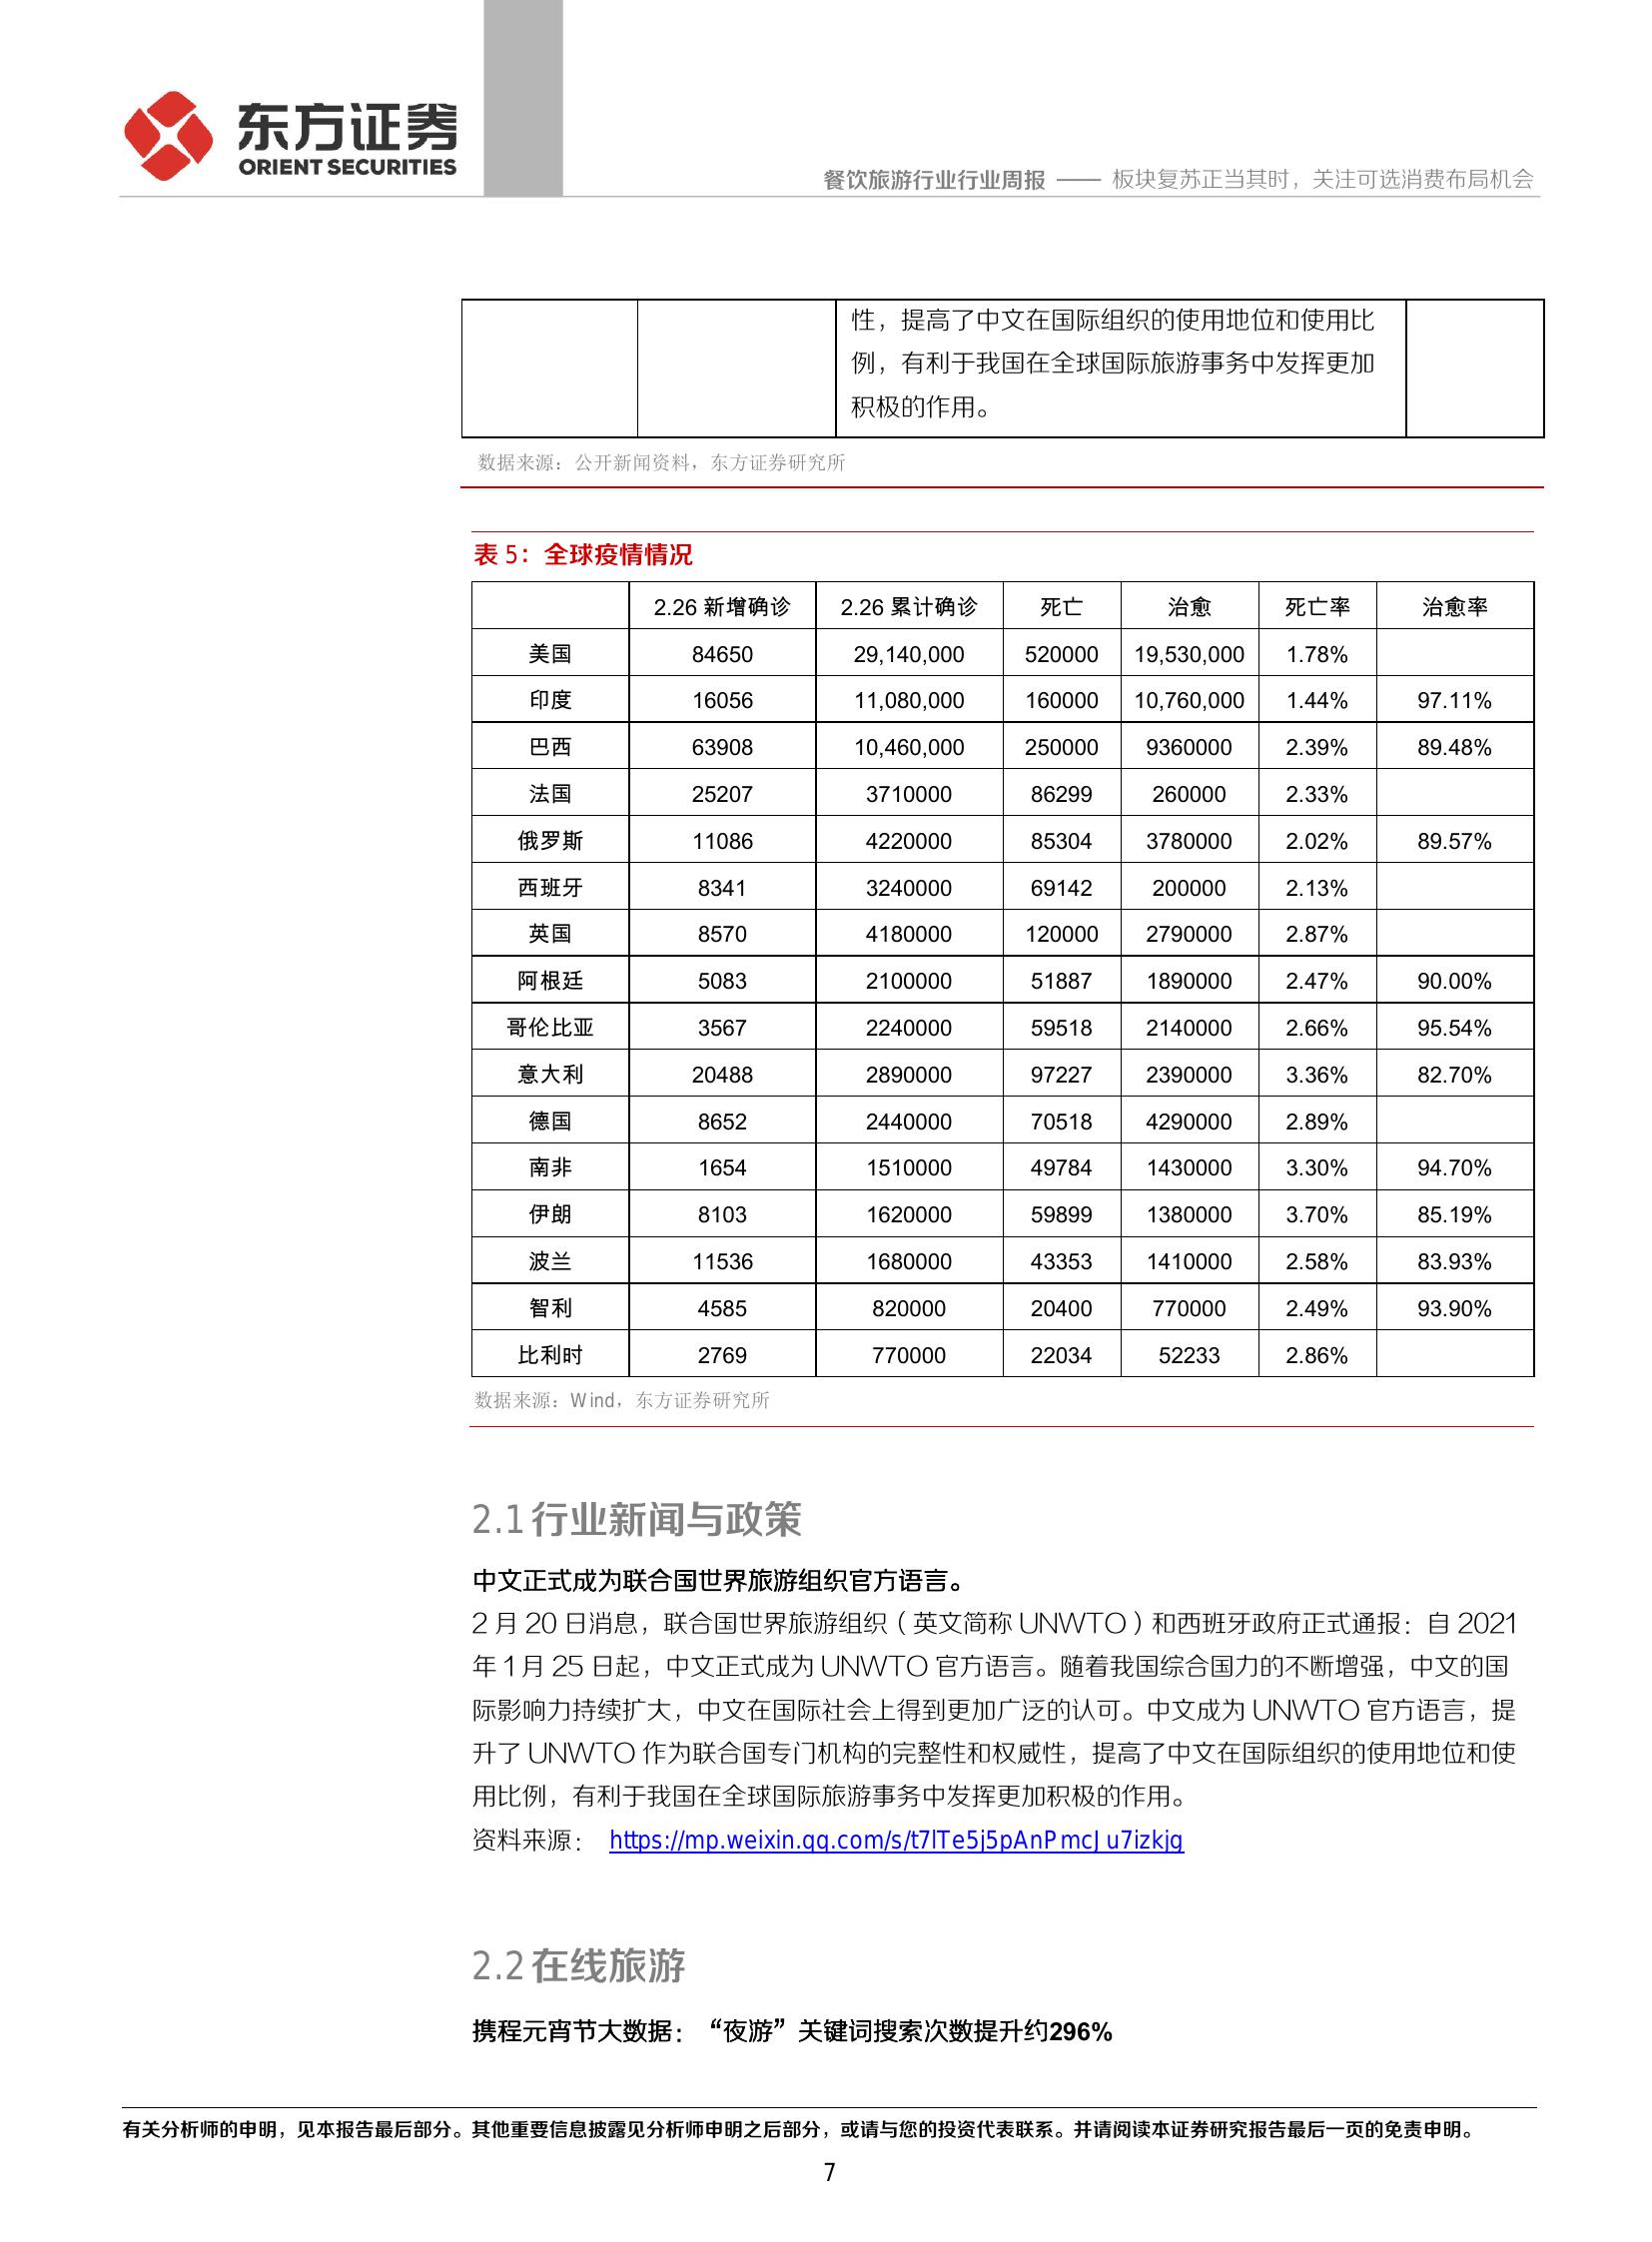 东方证券
ORIENT SECURITIES
餐饮旅游行业行业周报 —— 板块复苏正当其时，关注可选消费布局机会
性，提高了中文在国际组织的使用地位和使用比
例，有利于我国在全球国际旅游事务中发挥更加
积极的作用。
数据来源：公开新闻资料，东方证券研究所
表 5：全球疫情情况
2.26 新增确诊 2.26 累计确诊 死亡 治愈 死亡率 治愈率
美国 84650 29,140,000 520000 19,530,000 1.78%
印度 16056 11,080,000 160000 10,760,000 1.44% 97.11%
巴西 63908 10,460,000 250000 9360000 2.39% 89.48%
法国 25207 3710000 86299 260000 2.33%
俄罗斯 11086 4220000 85304 3780000 2.02% 89.57%
西班牙 8341 3240000 69142 200000 2.13%
英国 8570 4180000 120000 2790000 2.87%
阿根廷 5083 2100000 51887 1890000 2.47% 90.00%
哥伦比亚 3567 2240000 59518 2140000 2.66% 95.54%
意大利 20488 2890000 97227 2390000 3.36% 82.70%
德国 8652 2440000 70518 4290000 2.89%
南非 1654 1510000 49784 1430000 3.30% 94.70%
伊朗 8103 1620000 59899 1380000 3.70% 85.19%
波兰 11536 1680000 43353 1410000 2.58% 83.93%
智利 4585 820000 20400 770000 2.49% 93.90%
比利时 2769 770000 22034 52233 2.86%
数据来源：Wind，东方证券研究所
2.1 行业新闻与政策
中文正式成为联合国世界旅游组织官方语言。
2 月 20 日消息，联合国世界旅游组织（英文简称 UNWTO）和西班牙政府正式通报：自 2021
年 1 月 25 日起，中文正式成为 UNWTO 官方语言。随着我国综合国力的不断增强，中文的国
际影响力持续扩大，中文在国际社会上得到更加广泛的认可。中文成为 UNWTO 官方语言，提
升了 UNWTO 作为联合国专门机构的完整性和权威性，提高了中文在国际组织的使用地位和使
用比例，有利于我国在全球国际旅游事务中发挥更加积极的作用。
资料来源： https://mp.weixin.qq.com/s/t7lTe5j5pAnPmcJu7izkjg
2.2 在线旅游
携程元宵节大数据：“夜游”关键词搜索次数提升约296%
有关分析师的申明，见本报告最后部分。其他重要信息披露见分析师申明之后部分，或请与您的投资代表联系。并请阅读本证券研究报告最后一页的免责申明。
7